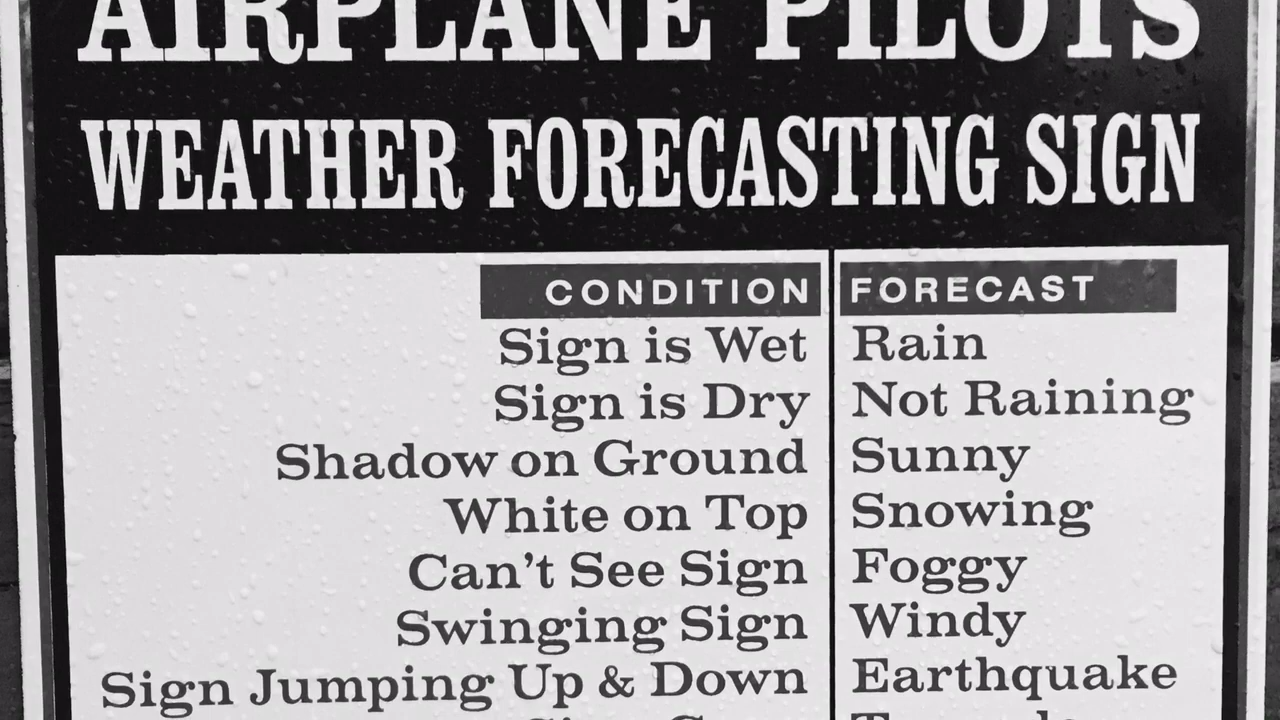 AIRPLANE PILOTS
WEATHER FORECASTING SIGN
CONDITION FORECAST
Sign is Wet Rain
Sign is Dry Not Raining
Shadow on Ground Sunny
White on Top Snowing
Can't See Sign Foggy
Swinging Sign Windy
Sign Jumping Up & Down Earthquake